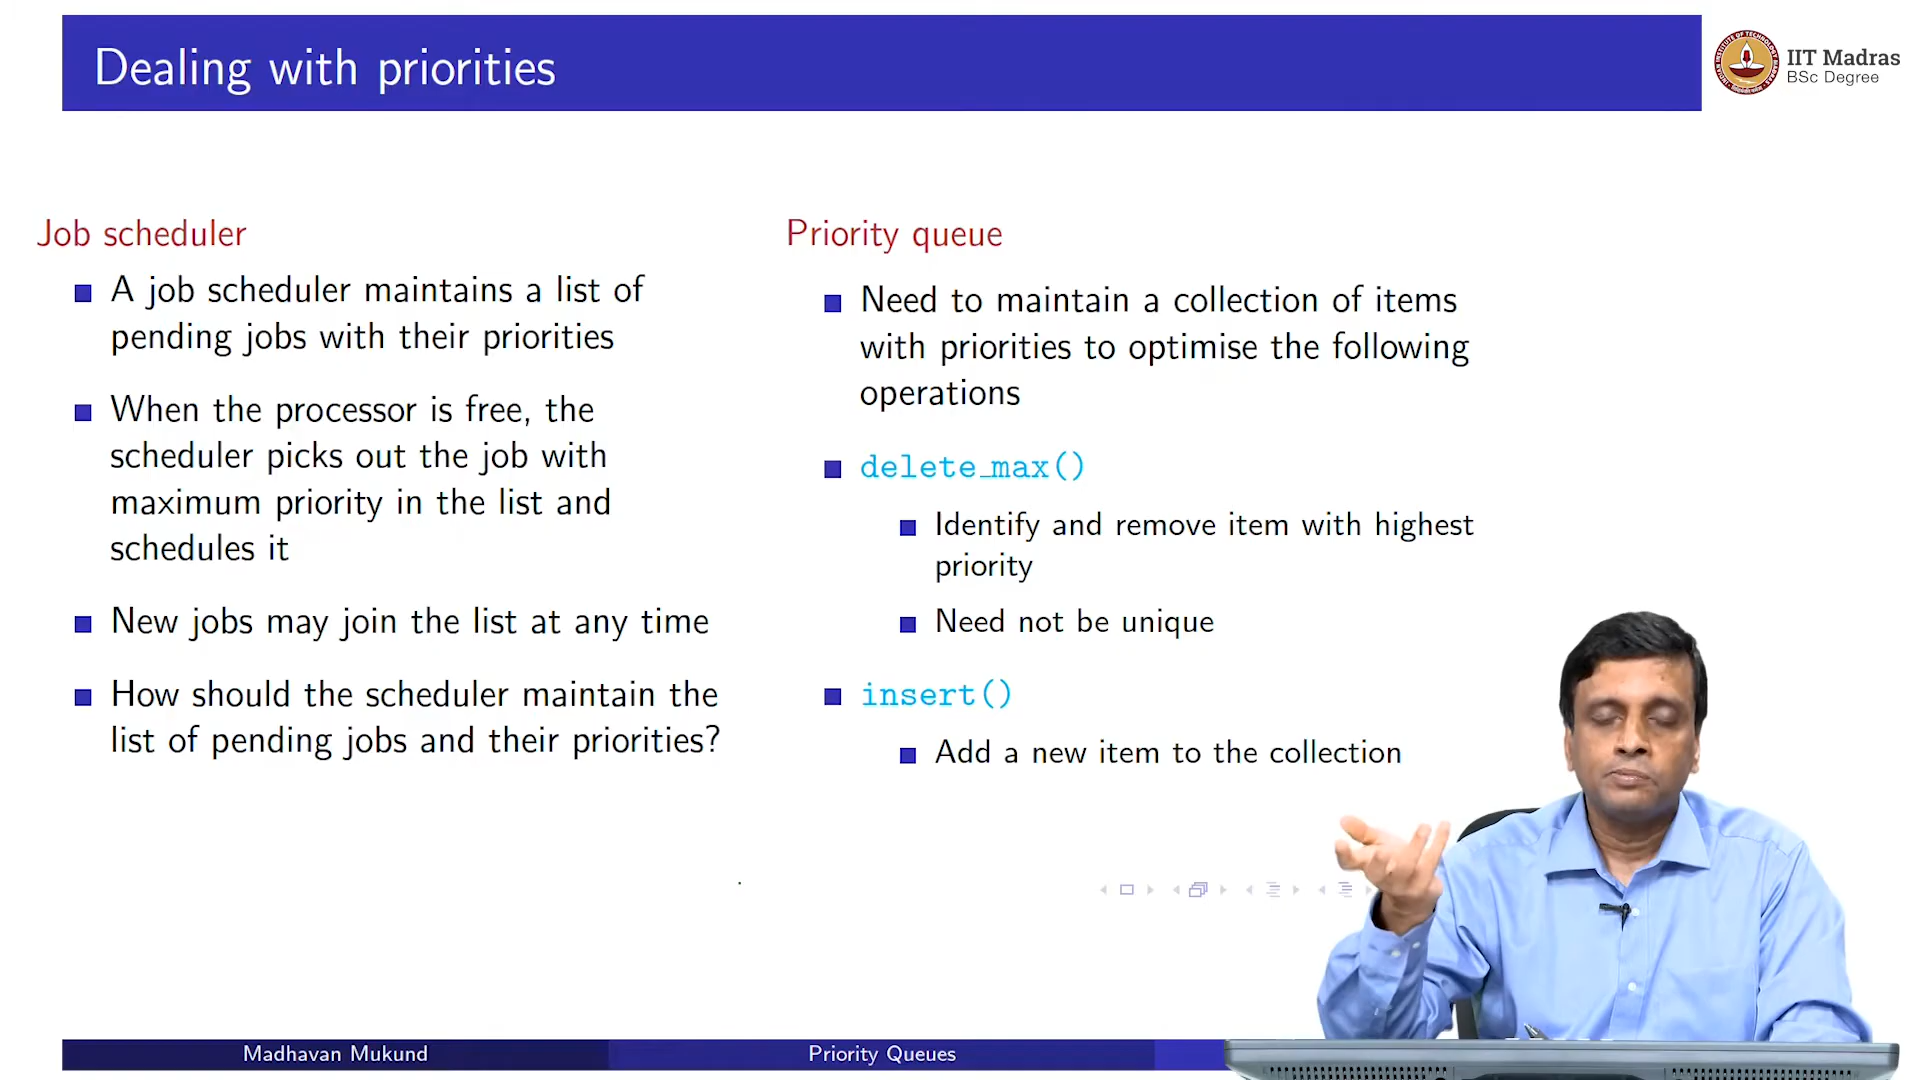 Dealing with priorities
IIT Madras
BSc Degree
Job scheduler
A job scheduler maintains a list of
pending jobs with their priorities
When the processor is free, the
scheduler picks out the job with
maximum priority in the list and
schedules it
New jobs may join the list at any time
How should the scheduler maintain the
list of pending jobs and their priorities?
Priority queue
Need to maintain a collection of items
with priorities to optimise the following
operations
delete_max()
Identify and remove item with highest
priority
Need not be unique
insert()
Add a new item to the collection
Madhavan Mukund
Priority Queues